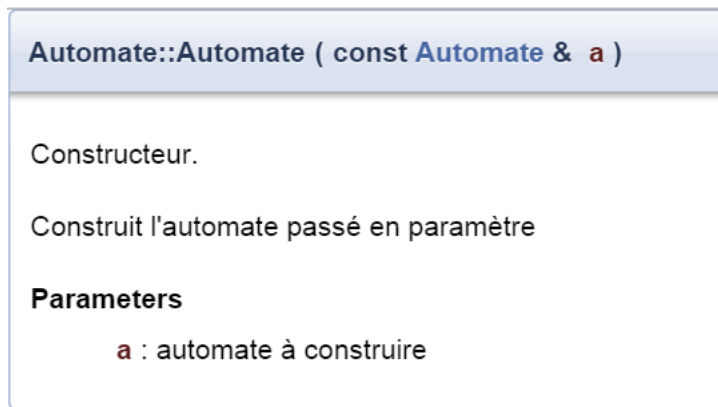 Automate::Automate ( const Automate & a )
Constructeur.
Construit l'automate passé en paramètre
Parameters
a : automate à construire